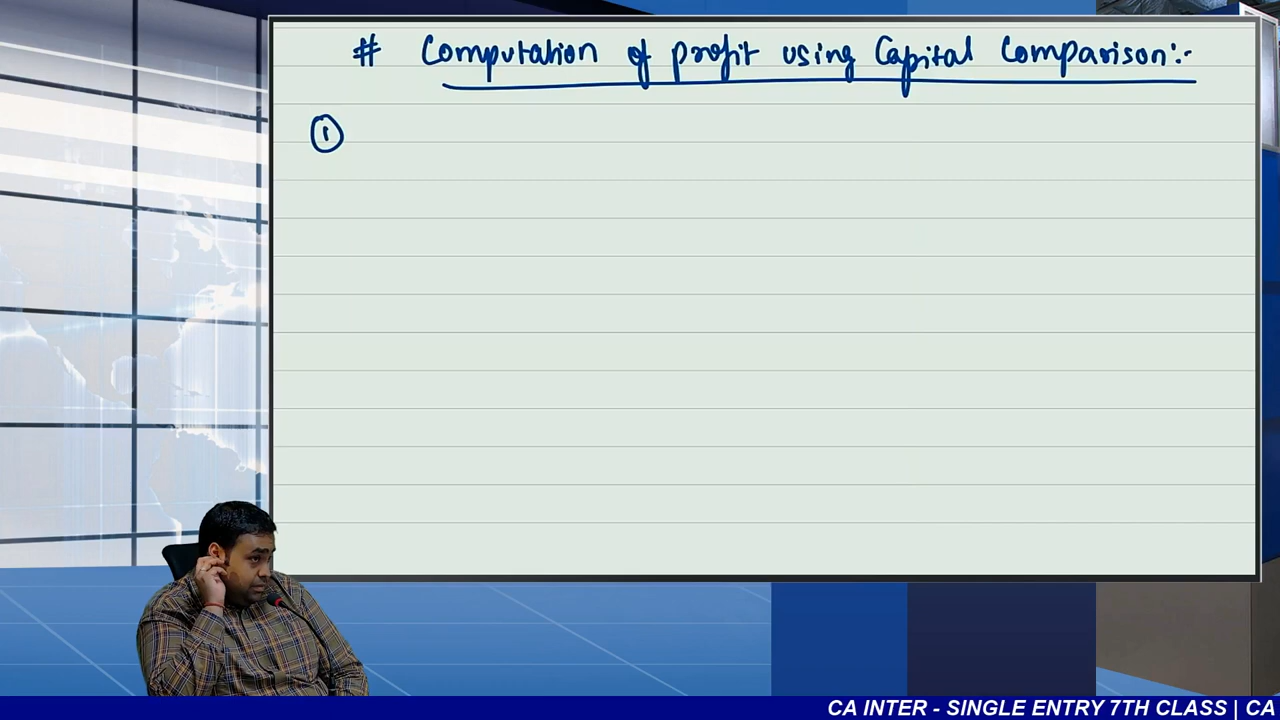 # Computation of profit using Capital Comparison:-
①
CA INTER - SINGLE ENTRY 7TH CLASS | CA